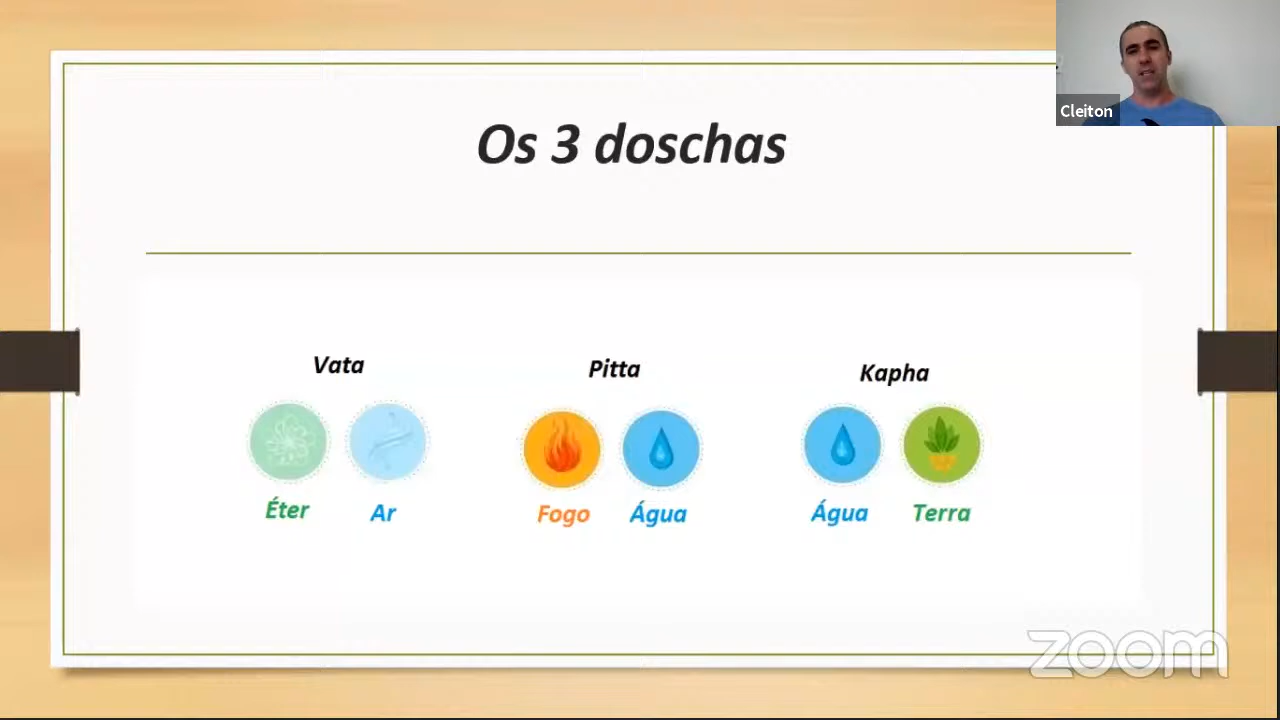 Os 3 doschas
Cleiton
Vata Pitta Kapha
Éter Ar Fogo Água Água Terra
zoom